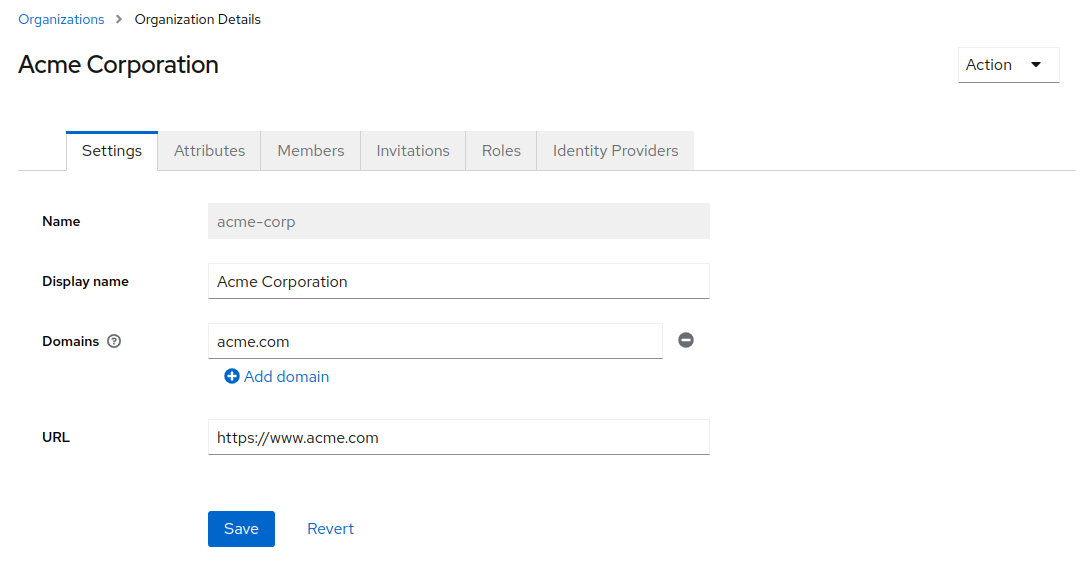 Organizations > Organization Details
Acme Corporation
Action
Settings Attributes Members Invitations Roles Identity Providers
Name acme-corp
Display name Acme Corporation
Domains acme.com
Add domain
URL https://www.acme.com
Save Revert